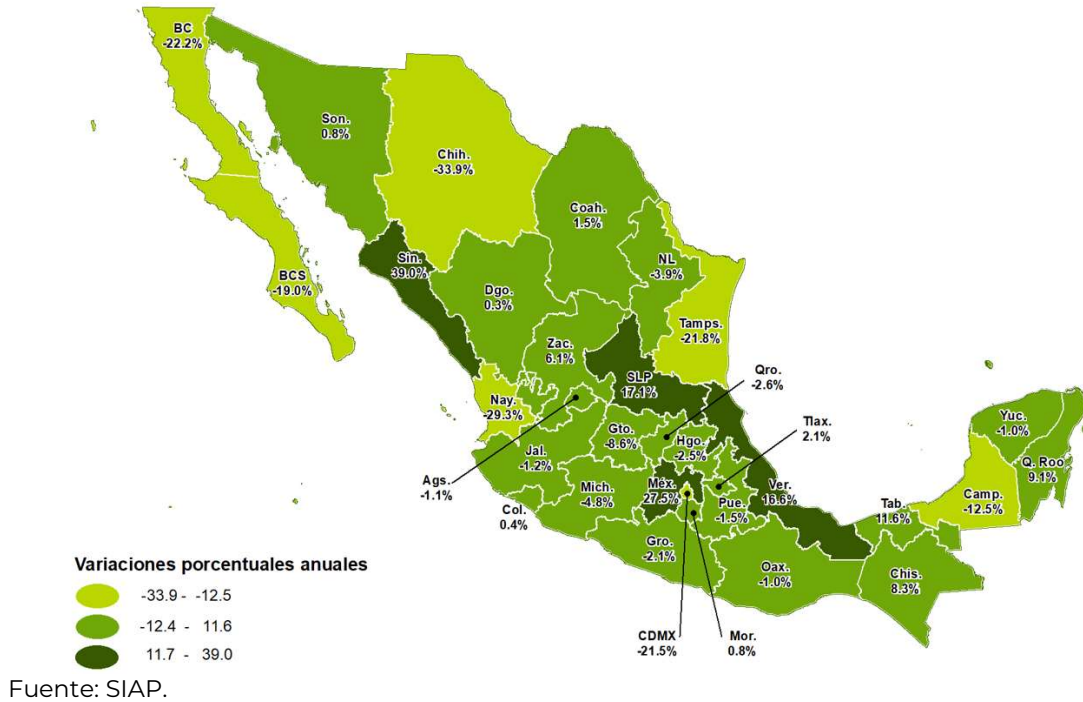 BC
-22.2%
Son.
0.8%
Chih.
-33.9%
Coah.
1.5%
NL
-3.9%
Sin.
39.0%
BCS
-19.0%
Dgo.
0.3%
Tamps.
-21.8%
Zac.
6.1%
SLP
17.1%
Qro.
-2.6%
Nay.
-29.3%
Tlax.
2.1%
Yuc.
-1.0%
Gto.
-8.6%
Hgo.
-2.5%
Jal.
-1.2%
Q. Roo
9.1%
Ags.
-1.1%
Mich.
-4.8%
Méx.
27.5%
Ver.
16.6%
Camp.
-12.5%
Pue.
-1.5%
Tab.
11.6%
Col.
0.4%
Gro.
-2.1%
Oax.
-1.0%
Chis.
8.3%
CDMX
-21.5%
Mor.
0.8%
Variaciones porcentuales anuales
-33.9 - -12.5
-12.4 - 11.6
11.7 - 39.0
Fuente: SIAP.